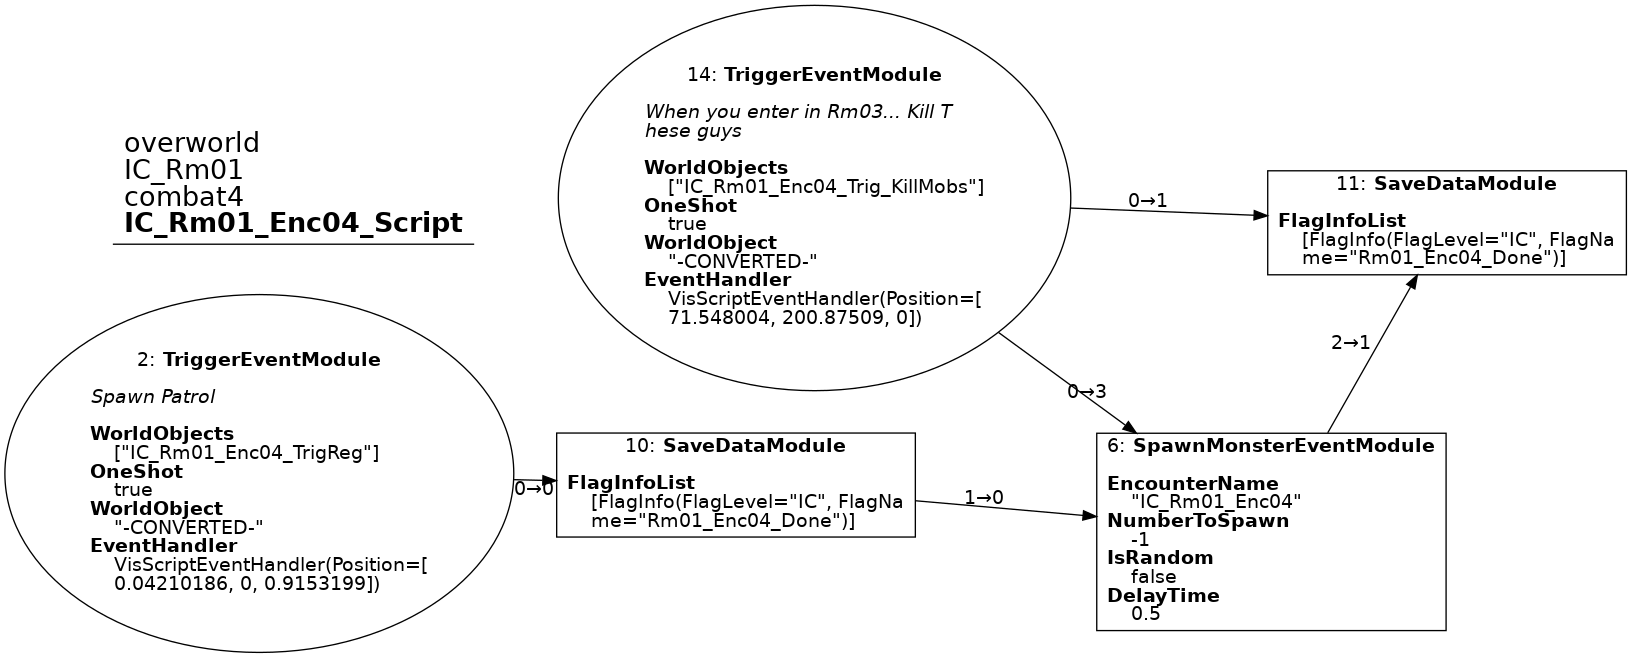 overworld
IC_Rm01
combat4
IC_Rm01_Enc04_Script
14: TriggerEventModule
When you enter in Rm03... Kill T
hese guys
WorldObjects
["IC_Rm01_Enc04_Trig_KillMobs"]
OneShot
true
WorldObject
"-CONVERTED-"
EventHandler
VisScriptEventHandler(Position=[
71.548004, 200.87509, 0])
0→1
11: SaveDataModule
FlagInfoList
[FlagInfo(FlagLevel="IC", FlagNa
me="Rm01_Enc04_Done")]
0→3
2→1
2: TriggerEventModule
Spawn Patrol
WorldObjects
["IC_Rm01_Enc04_TrigReg"]
OneShot
true
WorldObject
"-CONVERTED-"
EventHandler
VisScriptEventHandler(Position=[
0.04210186, 0, 0.9153199])
0→0
10: SaveDataModule
FlagInfoList
[FlagInfo(FlagLevel="IC", FlagNa
me="Rm01_Enc04_Done")]
1→0
6: SpawnMonsterEventModule
EncounterName
"IC_Rm01_Enc04"
NumberToSpawn
-1
IsRandom
false
DelayTime
0.5